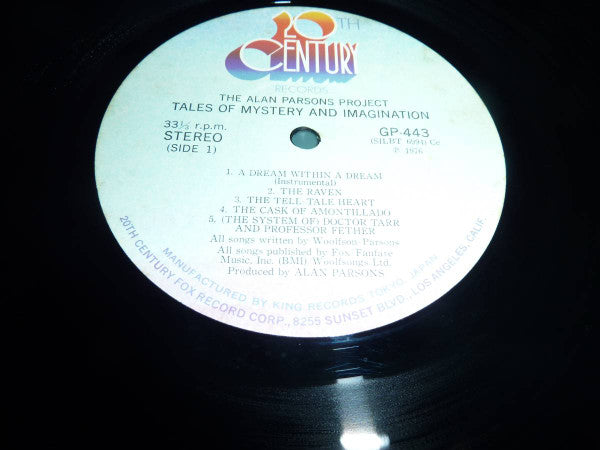 20TH
CENTURY
RECORDS
THE ALAN PARSONS PROJECT
TALES OF MYSTERY AND IMAGINATION
33⅓ r.p.m.
STEREO
(SIDE 1)
GP-443
(SILBT 6094) Ce
P. 1976
1. A DREAM WITHIN A DREAM
(Instrumental)
2. THE RAVEN
3. THE TELL-TALE HEART
4. THE CASK OF AMONTILLADO
5. (THE SYSTEM OF) DOCTOR TARR
AND PROFESSOR FETHER
All songs written by Woolfson Parsons
All songs published by Fox, Fanfare
Music, Inc. (BMI) Woolfsongs Ltd.
Produced by ALAN PARSONS
MANUFACTURED BY KING RECORDS TOKYO, JAPAN
20TH CENTURY FOX RECORD CORP., 8255 SUNSET BLVD., LOS ANGELES, CALIF.